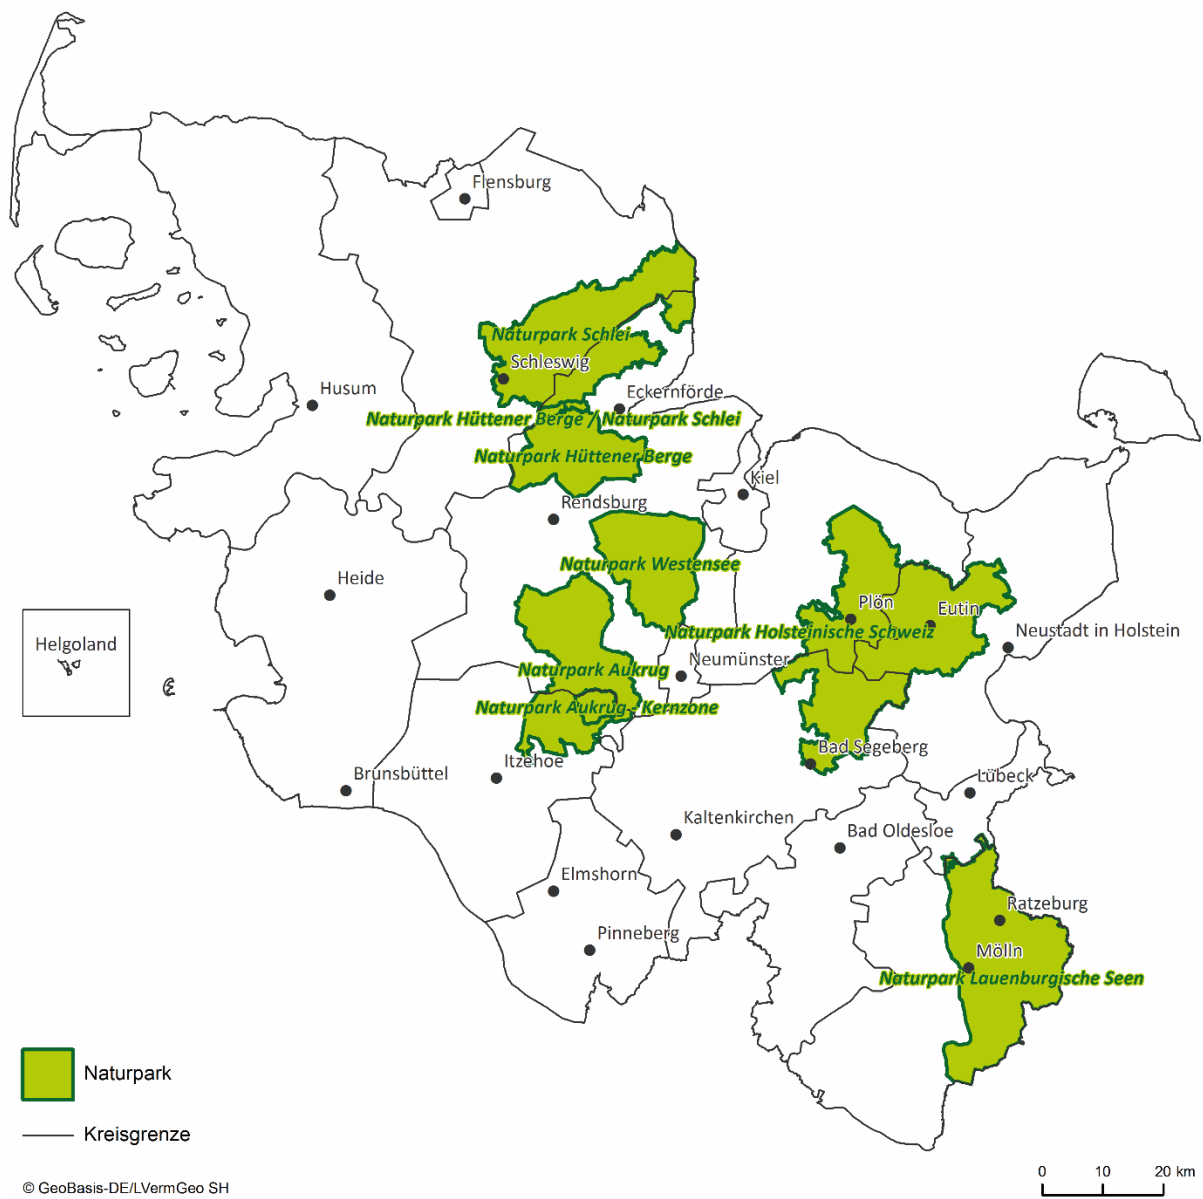 Flensburg
Naturpark Schlei
Schleswig
Husum
Eckernförde
Naturpark Hüttener Berge / Naturpark Schlei
Naturpark Hüttener Berge
Kiel
Rendsburg
Naturpark Westensee
Heide
Plön
Eutin
Naturpark Holsteinische Schweiz
Neustadt in Holstein
Helgoland
Neumünster
Naturpark Aukrug
Naturpark Aukrug - Kernzone
Bad Segeberg
Itzehoe
Brunsbüttel
Lübeck
Kaltenkirchen
Bad Oldesloe
Elmshorn
Ratzeburg
Pinneberg
Mölln
Naturpark Lauenburgische Seen
Naturpark
Kreisgrenze
0 10 20 km
© GeoBasis-DE/LVermGeo SH